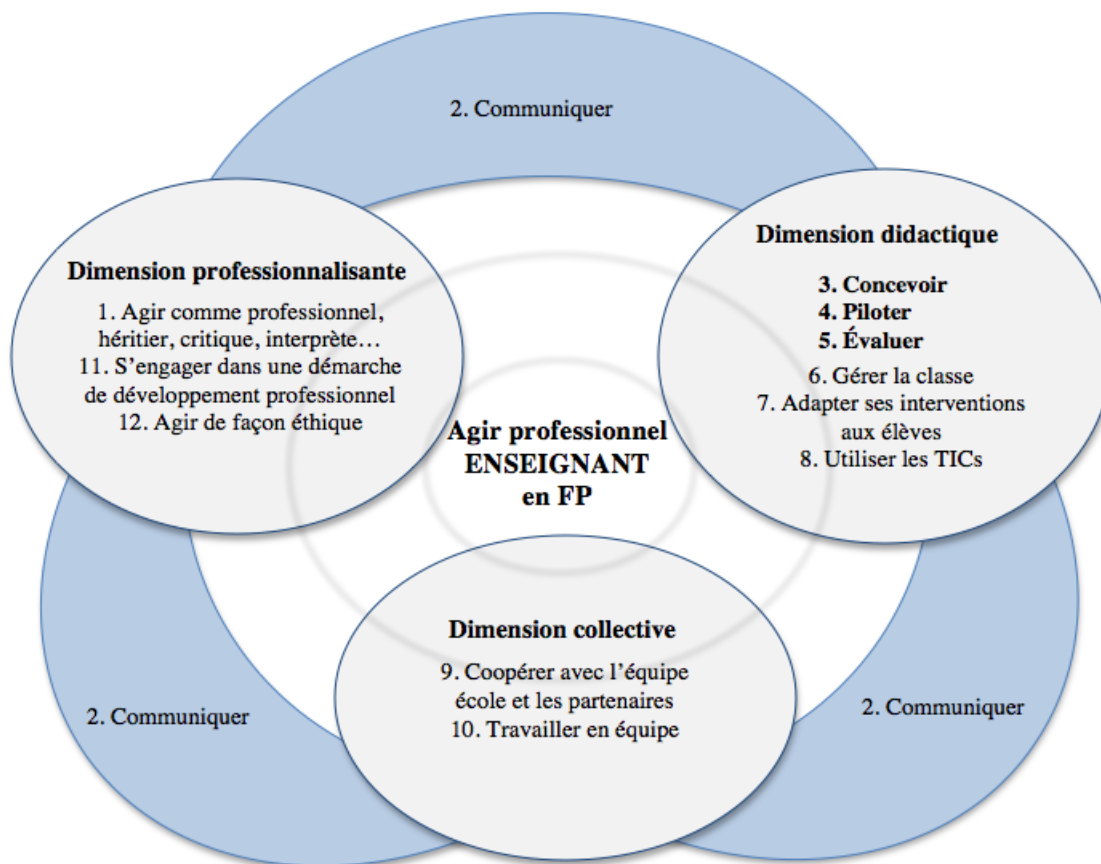 2. Communiquer
Dimension professionnalisante
1. Agir comme professionnel,
héritier, critique, interprète…
11. S’engager dans une démarche
de développement professionnel
12. Agir de façon éthique
Dimension didactique
3. Concevoir
4. Piloter
5. Évaluer
6. Gérer la classe
7. Adapter ses interventions
aux élèves
8. Utiliser les TICs
Agir professionnel
ENSEIGNANT
en FP
Dimension collective
9. Coopérer avec l’équipe
école et les partenaires
10. Travailler en équipe
2. Communiquer
2. Communiquer